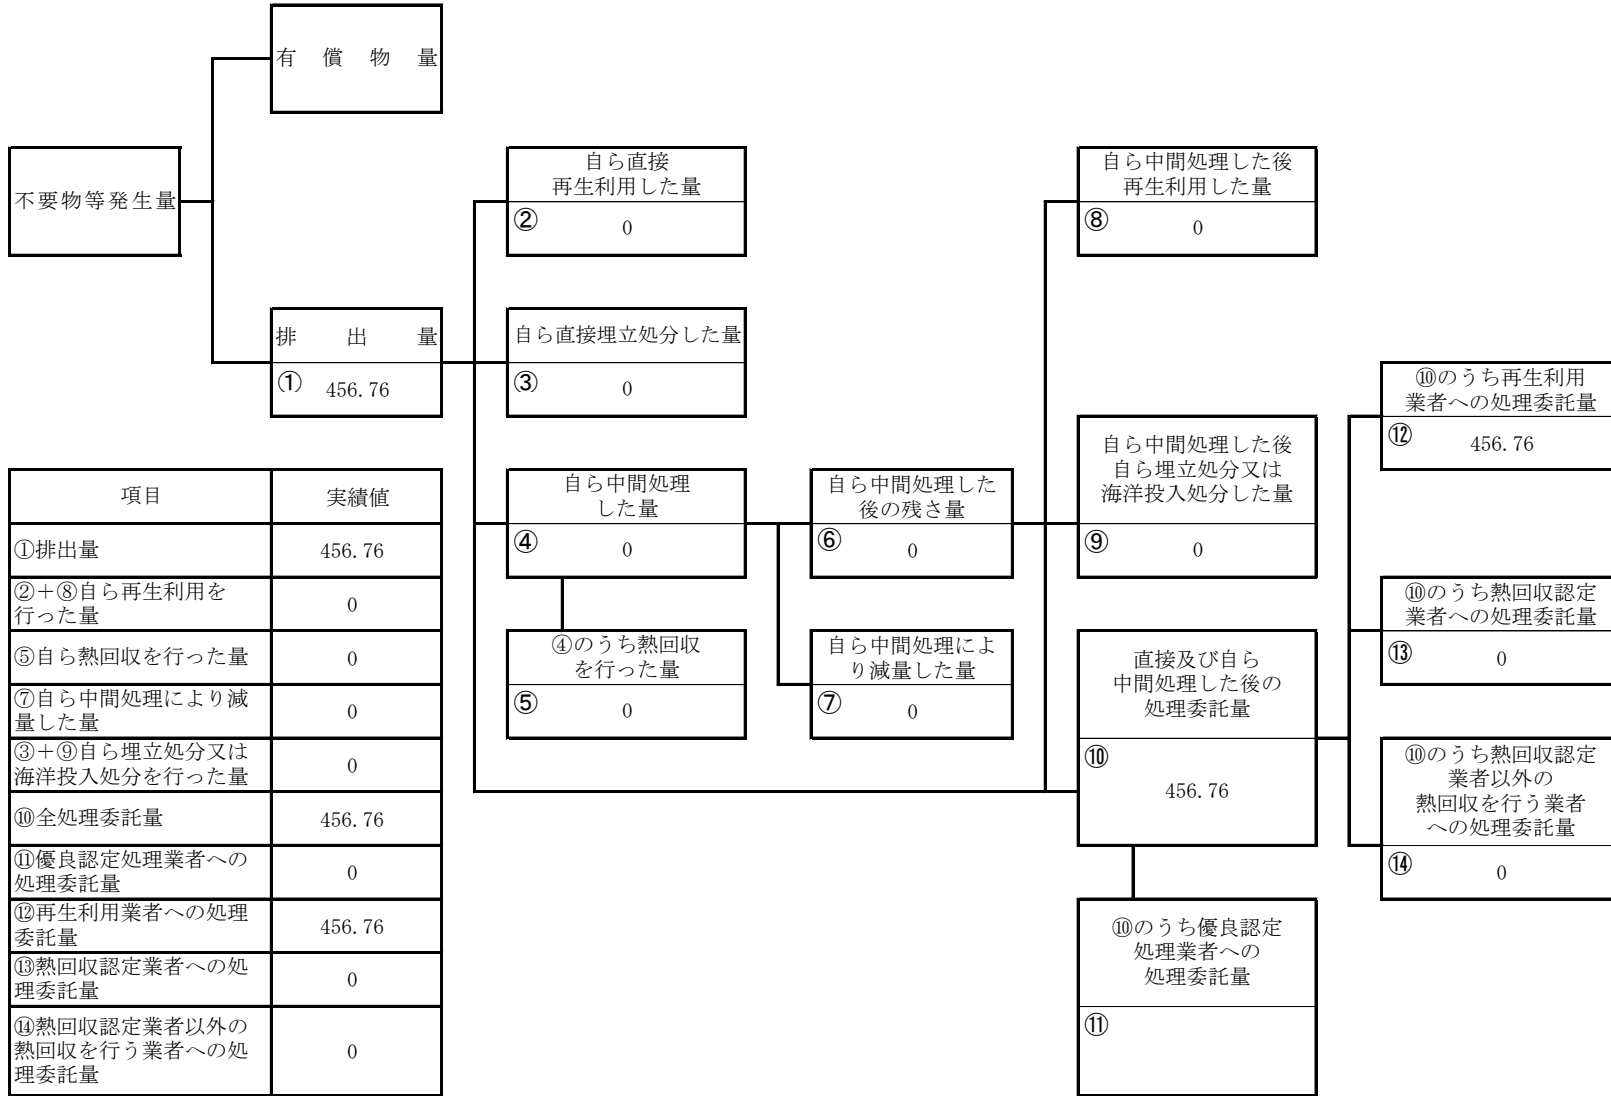 有償物量
不要物等発生量
排出量
① 456.76
自ら直接
再生利用した量
② 0
自ら直接埋立処分した量
③ 0
自ら中間処理
した量
④ 0
④のうち熱回収
を行った量
⑤ 0
自ら中間処理した
後の残さ量
⑥ 0
自ら中間処理によ
り減量した量
⑦ 0
自ら中間処理した後
再生利用した量
⑧ 0
自ら中間処理した後
自ら埋立処分又は
海洋投入処分した量
⑨ 0
直接及び自ら
中間処理した後の
処理委託量
⑩
456.76
⑩のうち優良認定
処理業者への
処理委託量
⑪
⑩のうち再生利用
業者への処理委託量
⑫ 456.76
⑩のうち熱回収認定
業者への処理委託量
⑬ 0
⑩のうち熱回収認定
業者以外の
熱回収を行う業者
への処理委託量
⑭ 0
項目 実績値
①排出量 456.76
②+⑧自ら再生利用を
行った量 0
⑤自ら熱回収を行った量 0
⑦自ら中間処理により減
量した量 0
③+⑨自ら埋立処分又は
海洋投入処分を行った量 0
⑩全処理委託量 456.76
⑪優良認定処理業者への
処理委託量 0
⑫再生利用業者への処理
委託量 456.76
⑬熱回収認定業者への処
理委託量 0
⑭熱回収認定業者以外の
熱回収を行う業者への処
理委託量 0